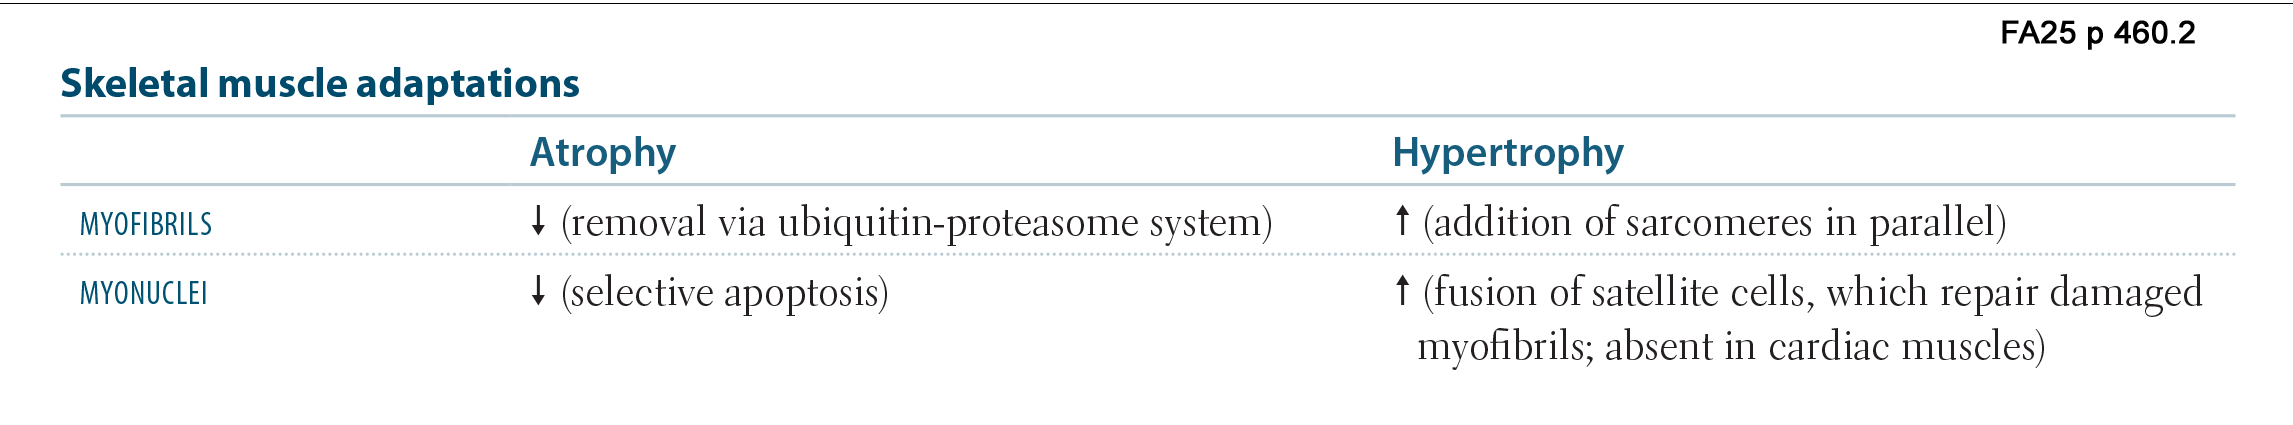 FA25 p 460.2
Skeletal muscle adaptations
Atrophy Hypertrophy
MYOFIBRILS ↓ (removal via ubiquitin-proteasome system) ↑ (addition of sarcomeres in parallel)
MYONUCLEI ↓ (selective apoptosis) ↑ (fusion of satellite cells, which repair damaged
myofibrils; absent in cardiac muscles)